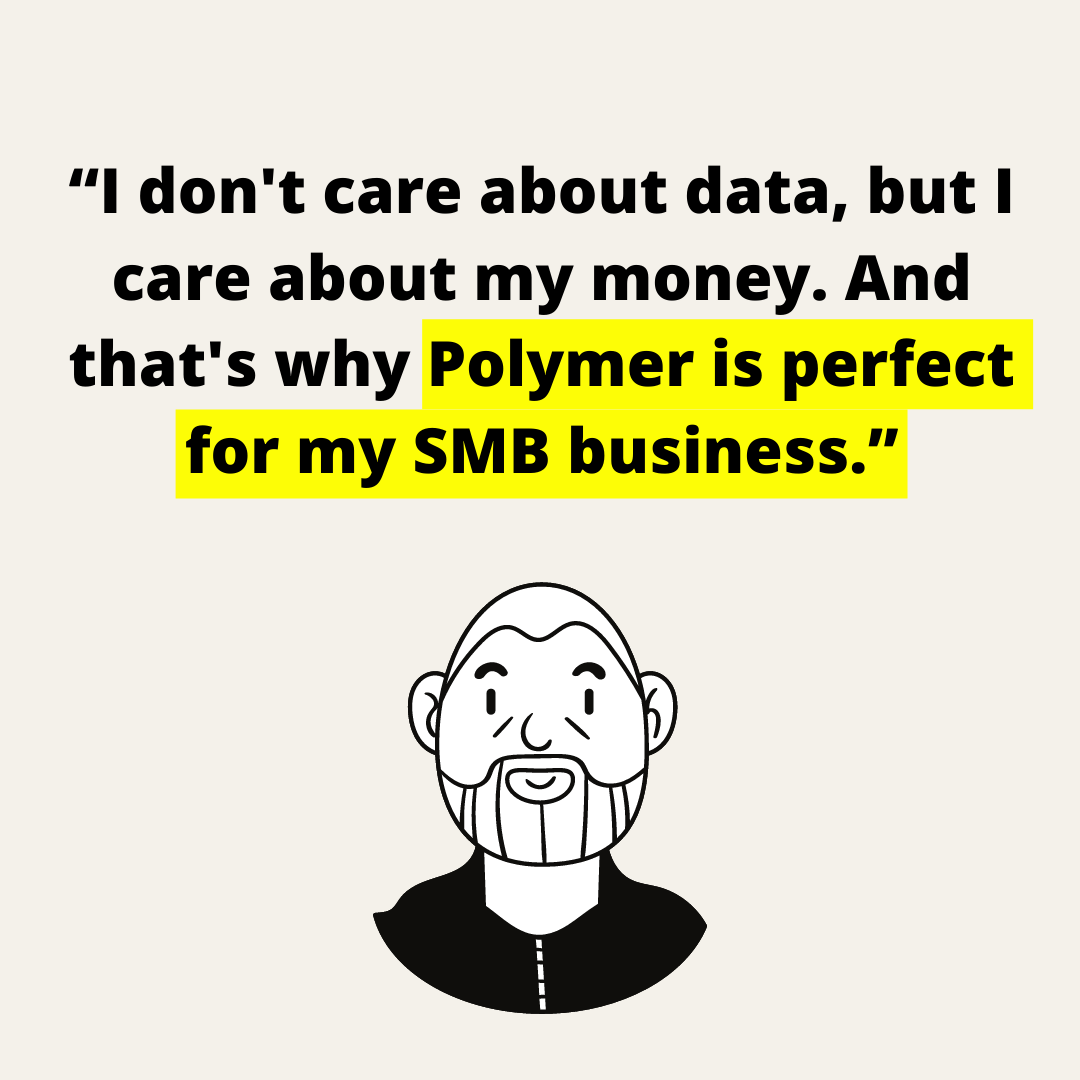 “I don't care about data, but I
care about my money. And
that's why Polymer is perfect
for my SMB business.”